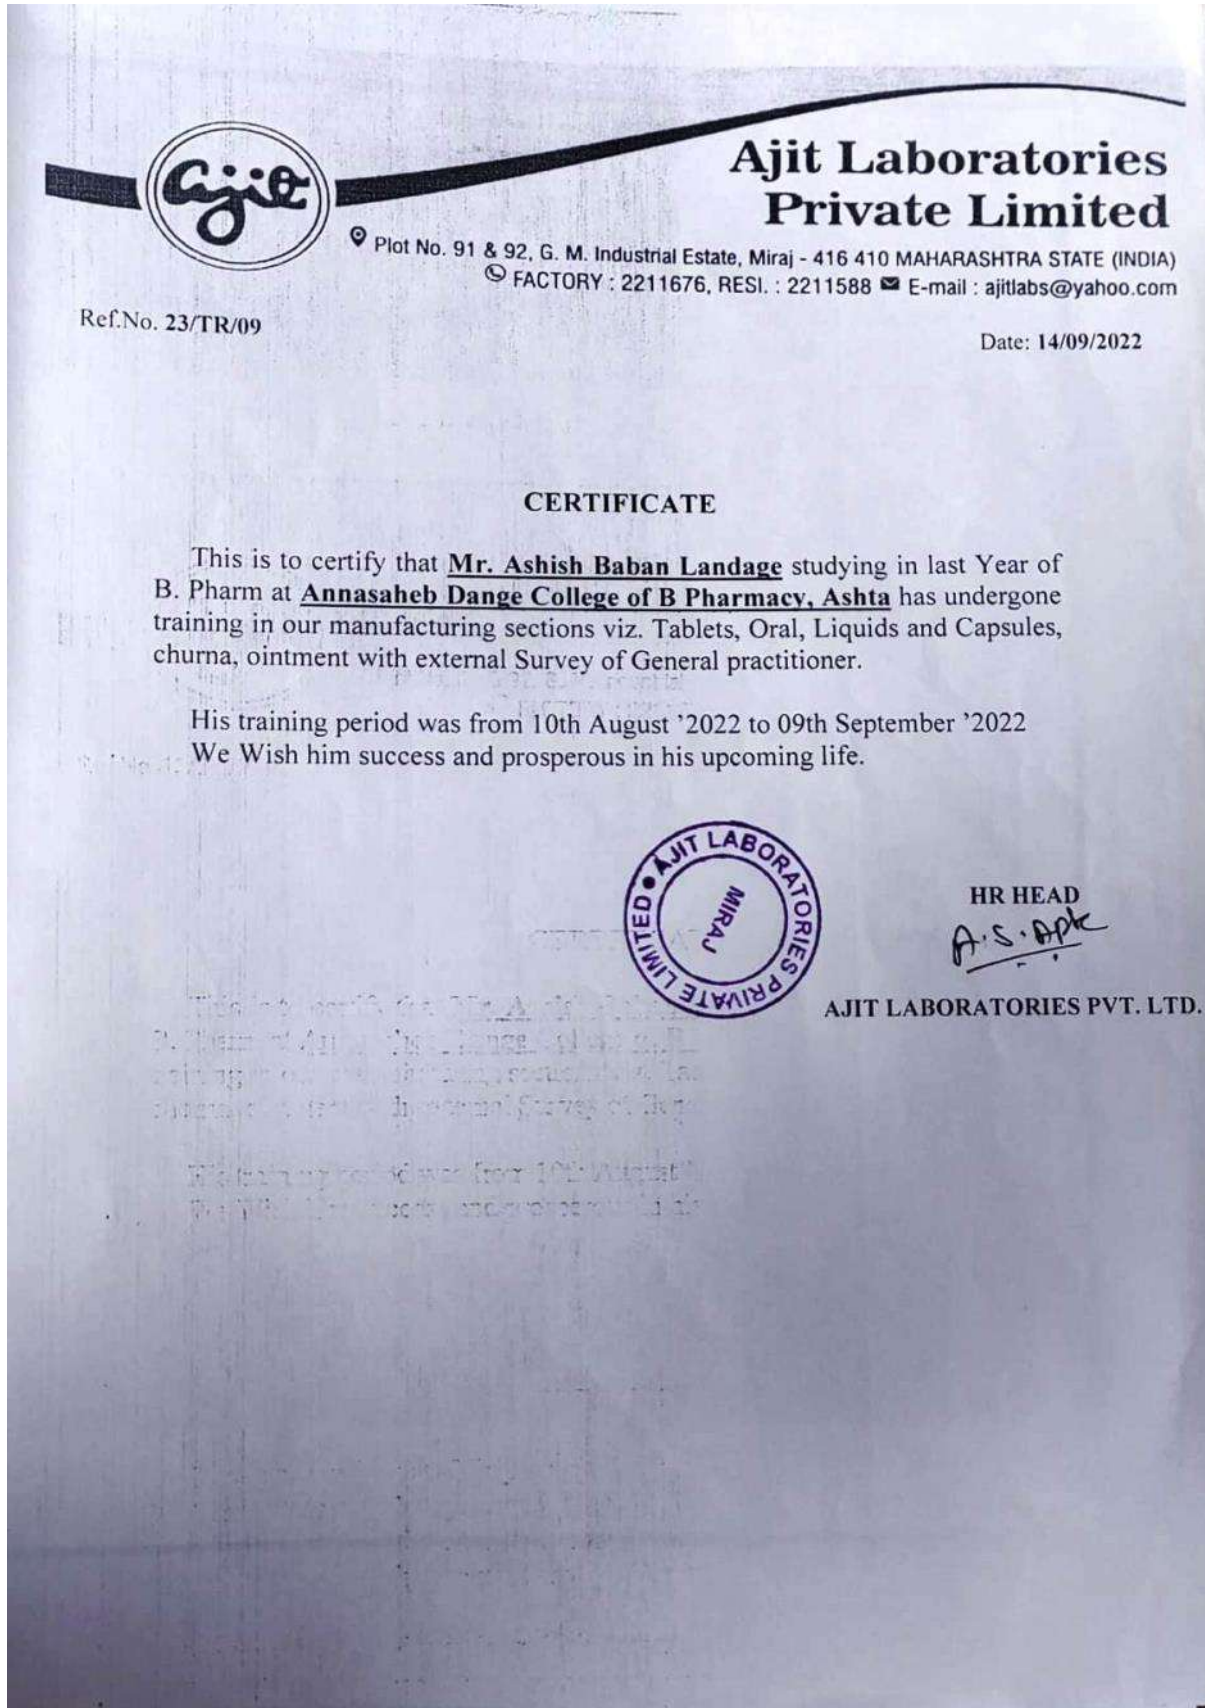 ajit
Ajit Laboratories
Private Limited
Plot No. 91 & 92, G. M. Industrial Estate, Miraj - 416 410 MAHARASHTRA STATE (INDIA)
FACTORY : 2211676, RESI. : 2211588 E-mail : ajitlabs@yahoo.com
Ref.No. 23/TR/09
Date: 14/09/2022
CERTIFICATE
This is to certify that Mr. Ashish Baban Landage studying in last Year of
B. Pharm at Annasaheb Dange College of B Pharmacy, Ashta has undergone
training in our manufacturing sections viz. Tablets, Oral, Liquids and Capsules,
churna, ointment with external Survey of General practitioner.
His training period was from 10th August '2022 to 09th September '2022
We Wish him success and prosperous in his upcoming life.
AJIT LABORATORIES PRIVATE LIMITED
MIRAJ
HR HEAD
A.S. Apte
AJIT LABORATORIES PVT. LTD.